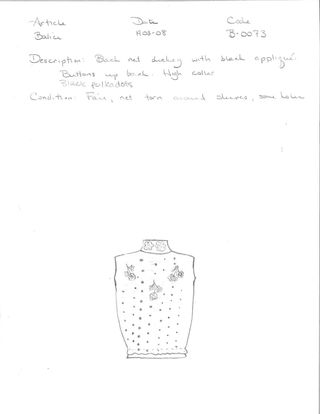 Article Date Code
Bodice 1903-08 B-0073
Description: Black net dickey with black appliqué.
Buttons up back. High collar
Black polkadots
Condition: Fair, net torn around sleeves, some holes